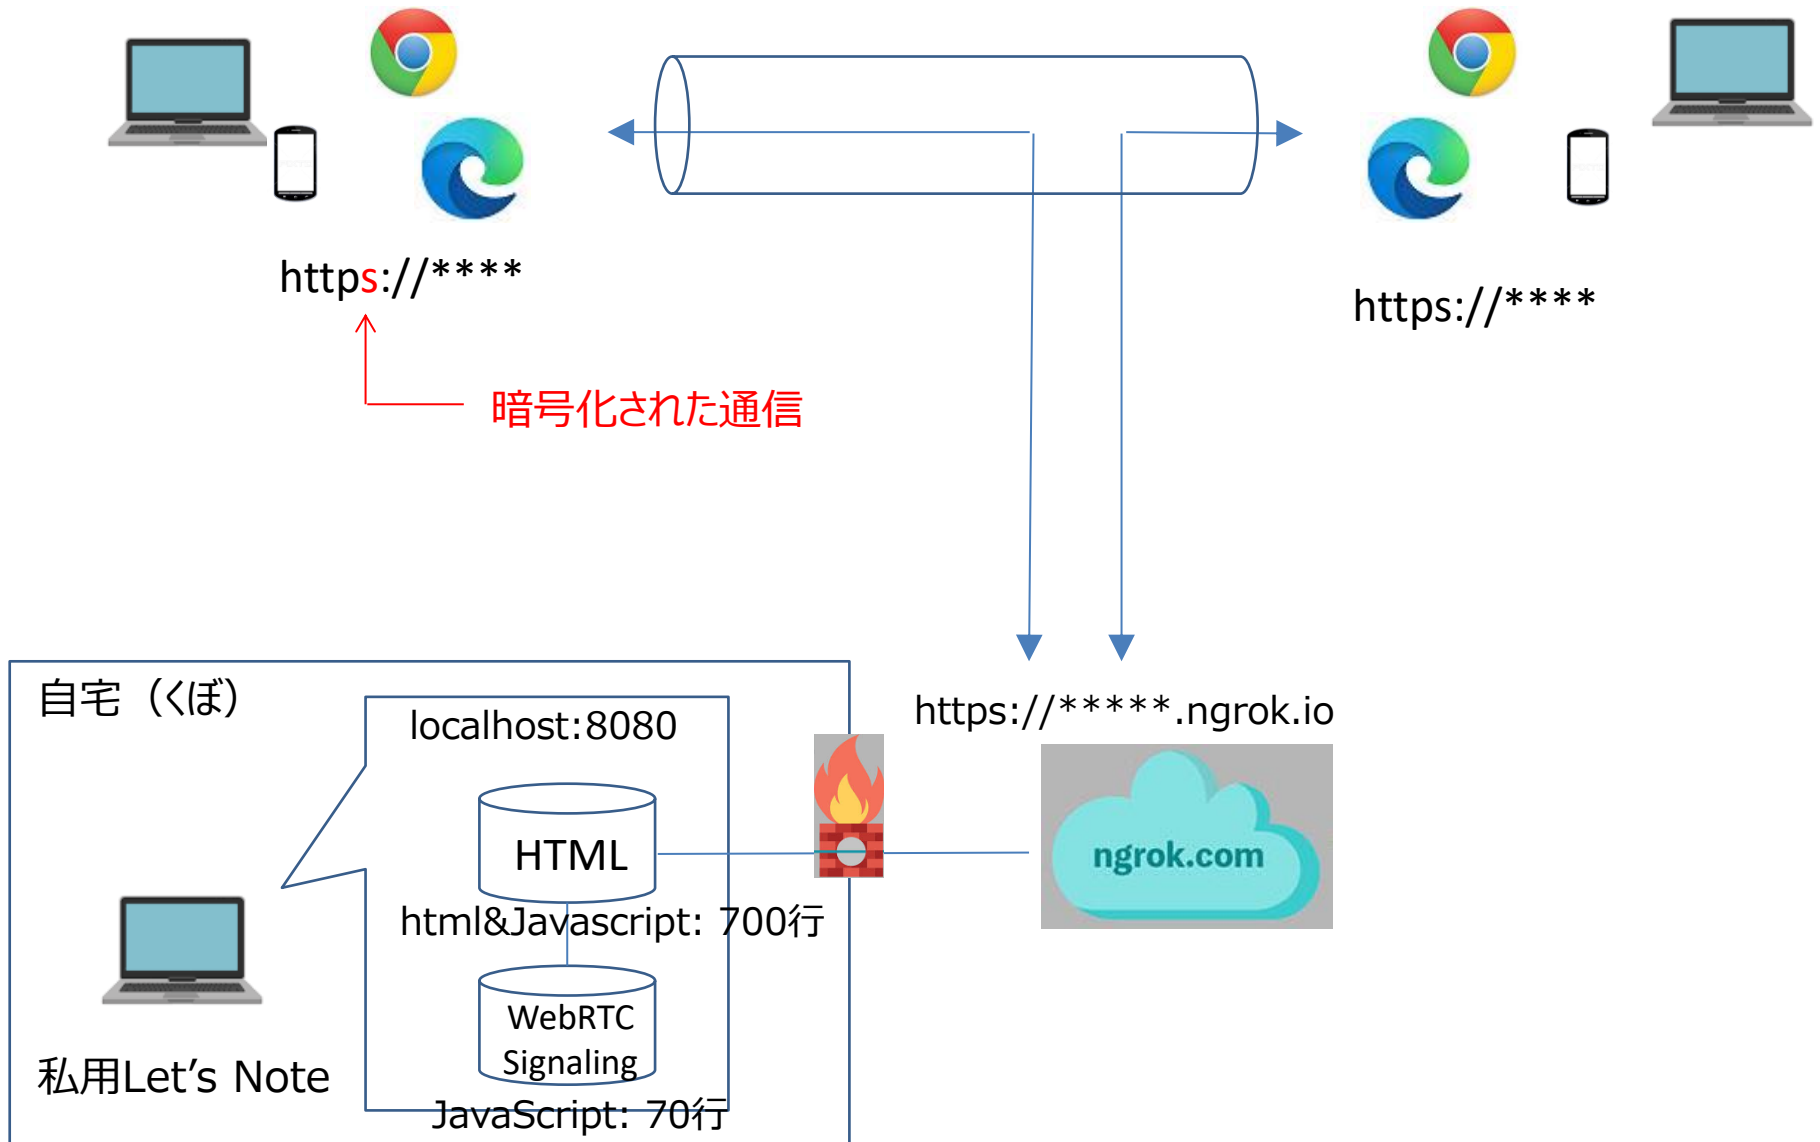 https://****
https://****
暗号化された通信
自宅（くぼ）
localhost:8080
https://*****.ngrok.io
HTML
ngrok.com
html&Javascript: 700行
WebRTC
Signaling
私用Let’s Note
JavaScript: 70行